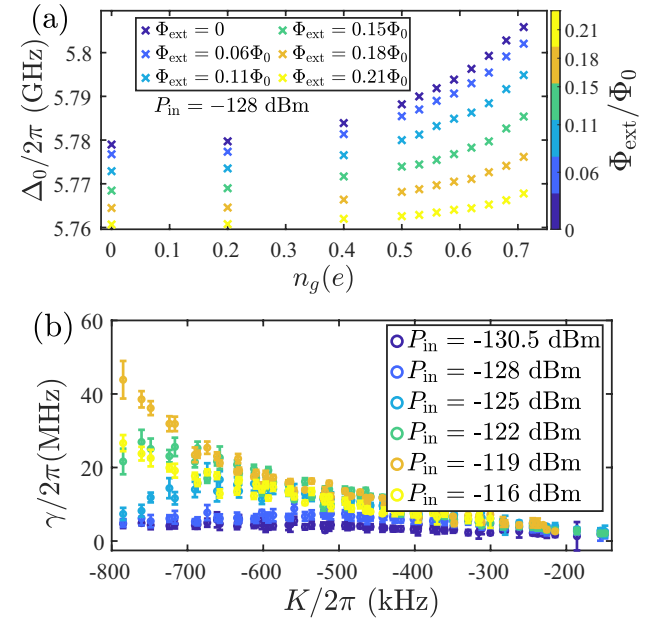 (a)
Φext = 0
Φext = 0.06Φ0
Φext = 0.11Φ0
Φext = 0.15Φ0
Φext = 0.18Φ0
Φext = 0.21Φ0
Pin = −128 dBm
5.8
5.79
5.78
5.77
5.76
Δ0/2π (GHz)
0 0.1 0.2 0.3 0.4 0.5 0.6 0.7
ng(e)
0.21
0.18
0.15
0.11
0.06
0
Φext/Φ0
(b)
60
40
20
0
γ/2π(MHz)
Pin = -130.5 dBm
Pin = -128 dBm
Pin = -125 dBm
Pin = -122 dBm
Pin = -119 dBm
Pin = -116 dBm
-800 -700 -600 -500 -400 -300 -200
K/2π (kHz)